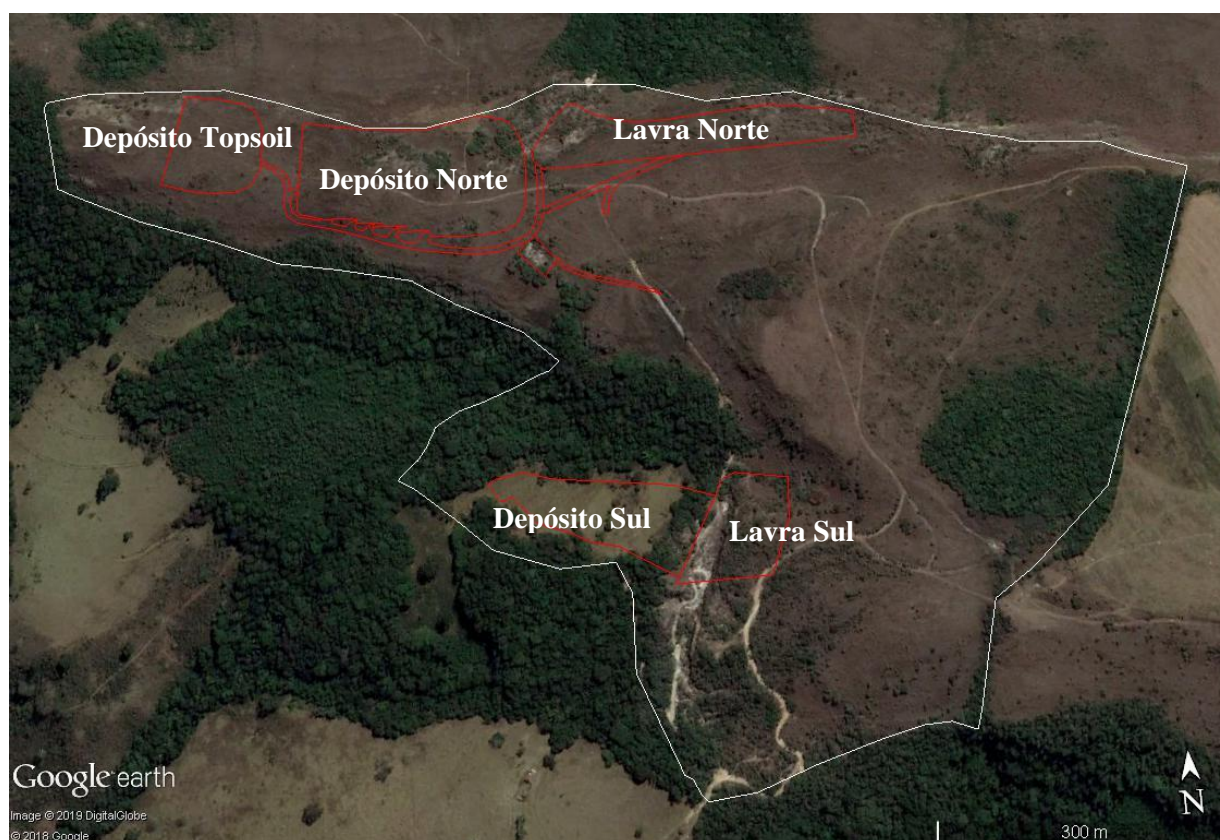 Depósito Topsoil
Lavra Norte
Depósito Norte
Depósito Sul
Lavra Sul
Google earth
Image © 2019 DigitalGlobe
© 2018 Google
N
300 m